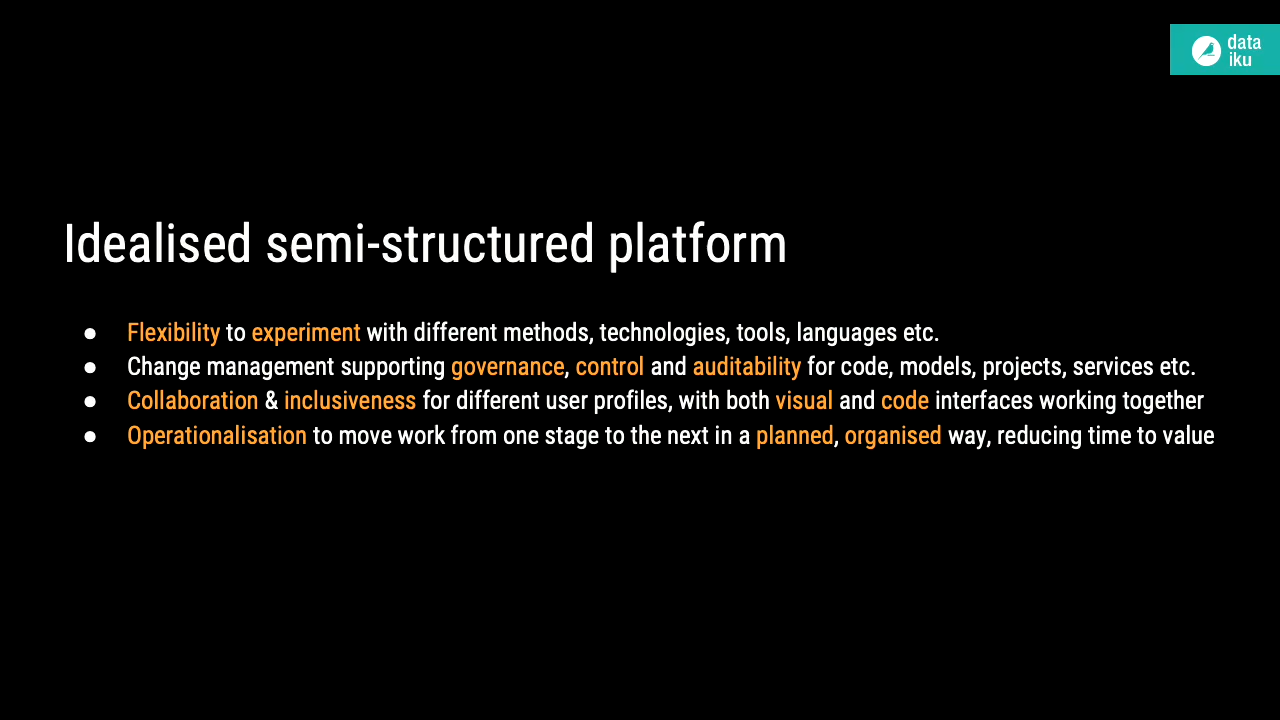 data
iku
Idealised semi-structured platform
● Flexibility to experiment with different methods, technologies, tools, languages etc.
● Change management supporting governance, control and auditability for code, models, projects, services etc.
● Collaboration & inclusiveness for different user profiles, with both visual and code interfaces working together
● Operationalisation to move work from one stage to the next in a planned, organised way, reducing time to value